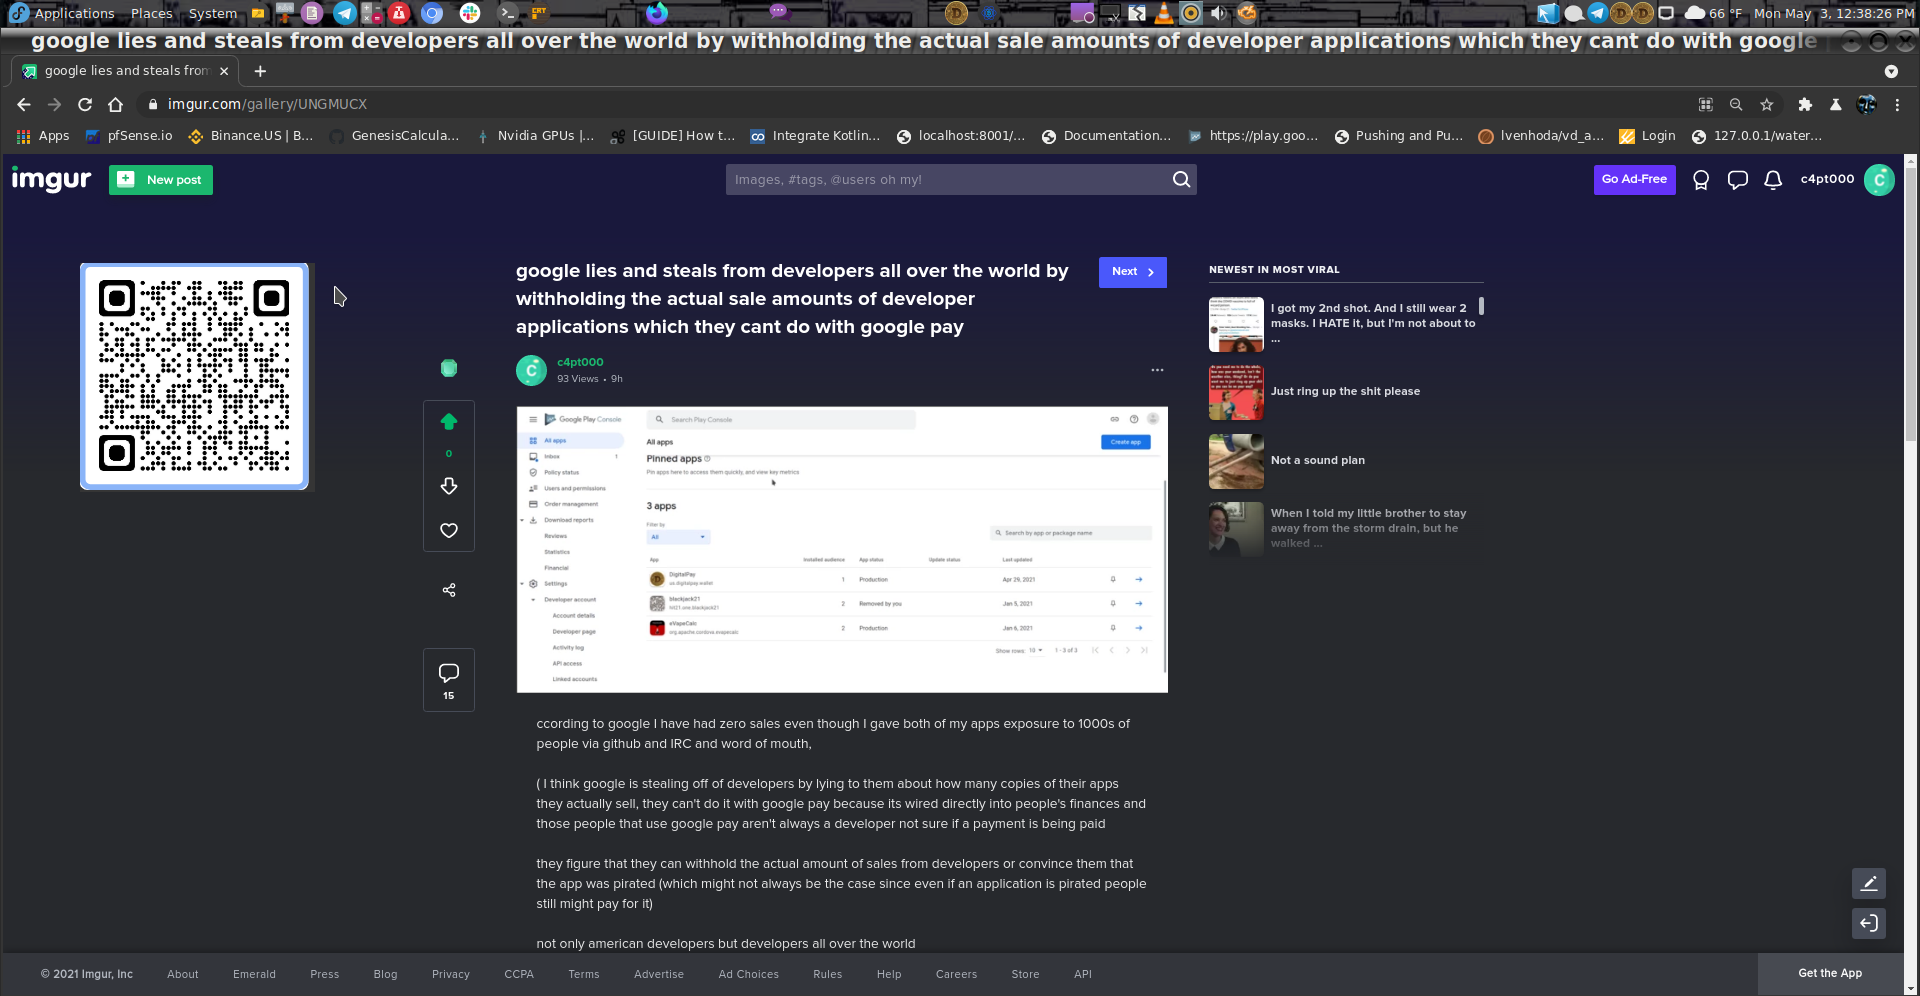 Applications Places System
66 °F Mon May 3, 12:38:26 PM
google lies and steals from developers all over the world by withholding the actual sale amounts of developer applications which they cant do with google
google lies and steals from
imgur.com/gallery/UNGMUCX
Apps pfSense.io Binance.US | B... GenesisCalcula... Nvidia GPUs |... [GUIDE] How t... Integrate Kotlin... localhost:8001/... Documentation... https://play.goo... Pushing and Pu... lvenhoda/vd_a... Login 127.0.0.1/water...
imgur New post Images, #tags, @users oh my! Go Ad-Free c4pt000 C
google lies and steals from developers all over the world by
withholding the actual sale amounts of developer
applications which they cant do with google pay
Next
C c4pt000
93 Views • 9h
0
15
Google Play Console Search Play Console
All apps
Inbox 1
Policy status
Users and permissions
Order management
Download reports
Reviews
Statistics
Financial
Settings
Developer account
Account details
Developer page
Activity log
API access
Linked accounts
All apps Create app
Pinned apps
Pin apps here to access them quickly, and view key metrics
3 apps
Filter by
All Search by app or package name
App Installed audience App status Update status Last updated
DigitalPay 1 Production Apr 29, 2021
us.digitalpay.wallet
blackjack21 2 Removed by you Jan 5, 2021
hit21.one.blackjack21
eVapeCalc 2 Production Jan 6, 2021
org.apache.cordova.evapecalc
Show rows: 10 1 - 3 of 3
ccording to google I have had zero sales even though I gave both of my apps exposure to 1000s of
people via github and IRC and word of mouth,
( I think google is stealing off of developers by lying to them about how many copies of their apps
they actually sell, they can't do it with google pay because its wired directly into people's finances and
those people that use google pay aren't always a developer not sure if a payment is being paid
they figure that they can withhold the actual amount of sales from developers or convince them that
the app was pirated (which might not always be the case since even if an application is pirated people
still might pay for it)
not only american developers but developers all over the world
NEWEST IN MOST VIRAL
I got my 2nd shot. And I still wear 2
masks. I HATE it, but I'm not about to
...
Just ring up the shit please
Not a sound plan
When I told my little brother to stay
away from the storm drain, but he
walked ...
© 2021 Imgur, Inc About Emerald Press Blog Privacy CCPA Terms Advertise Ad Choices Rules Help Careers Store API Get the App